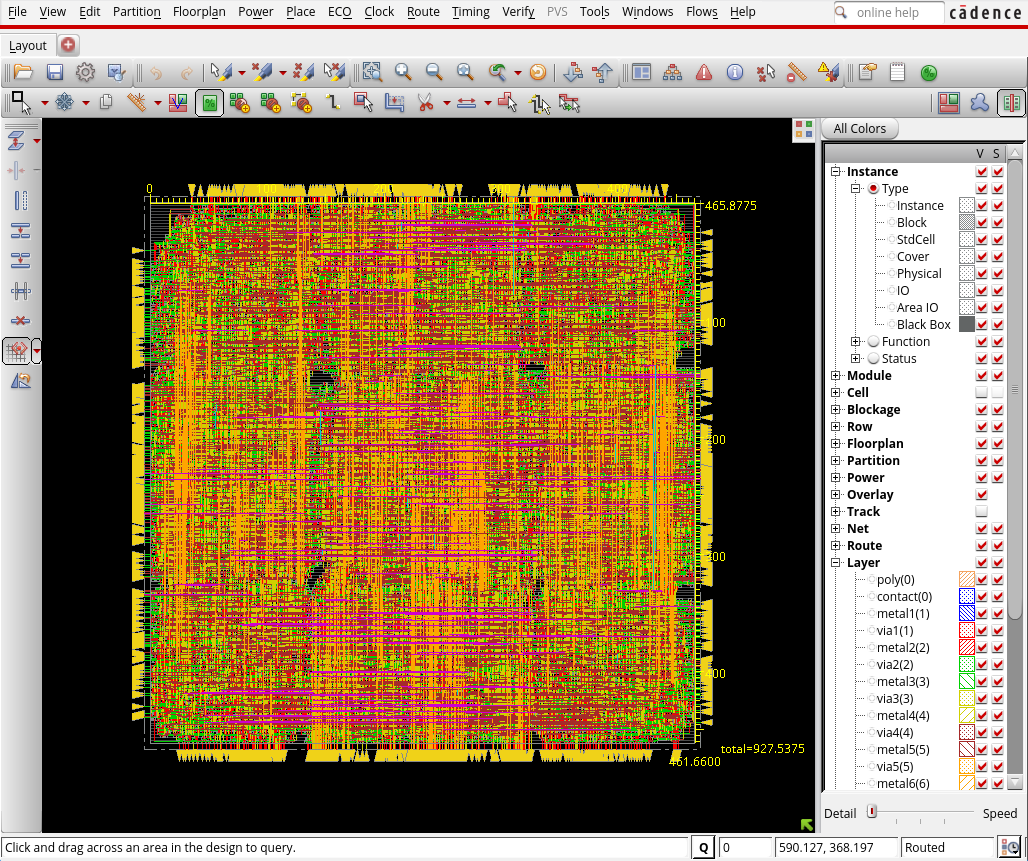 File View Edit Partition Floorplan Power Place ECO Clock Route Timing Verify PVS Tools Windows Flows Help online help cādence
Layout
All Colors
V S
0 100 200 300 400
465.8775
100
200
300
400
total=927.5375
461.6600
Instance
Type
Instance
Block
StdCell
Cover
Physical
IO
Area IO
Black Box
Function
Status
Module
Cell
Blockage
Row
Floorplan
Partition
Power
Overlay
Track
Net
Route
Layer
poly(0)
contact(0)
metal1(1)
via1(1)
metal2(2)
via2(2)
metal3(3)
via3(3)
metal4(4)
via4(4)
metal5(5)
via5(5)
metal6(6)
Detail Speed
Click and drag across an area in the design to query. Q 0 590.127, 368.197 Routed